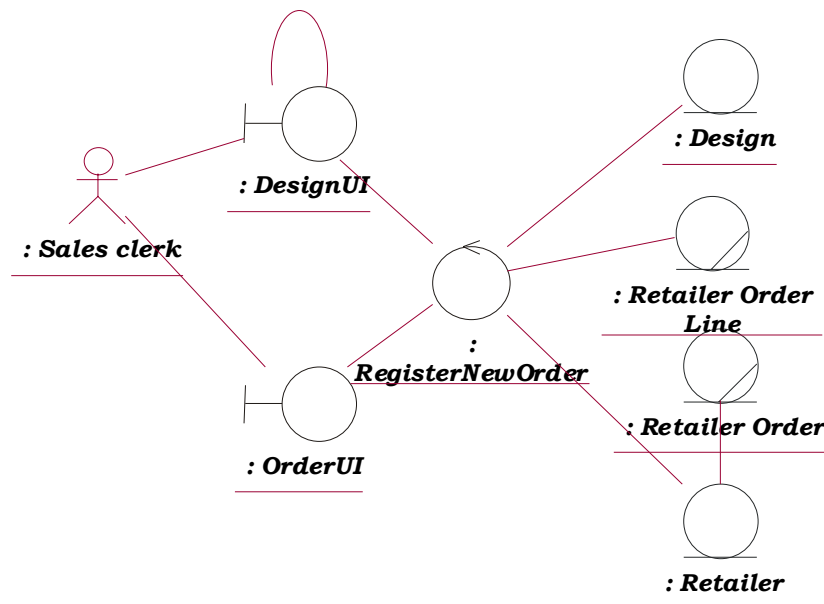 : Design
: DesignUI
: Sales clerk
: Retailer Order
Line
:
RegisterNewOrder
: Retailer Order
: OrderUI
: Retailer